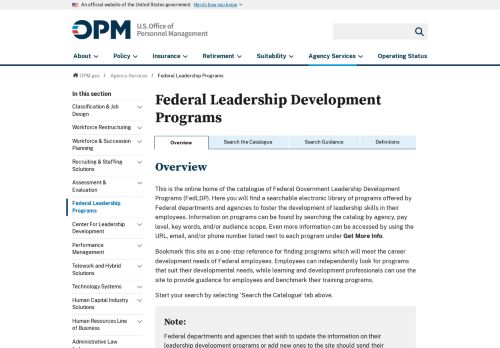 An official website of the United States government Here's how you know
OPM U.S. Office of
Personnel Management
About Policy Insurance Retirement Suitability Agency Services Operating Status
OPM.gov / Agency Services / Federal Leadership Programs
In this section
Classification & Job
Design
Workforce Restructuring
Workforce & Succession
Planning
Recruiting & Staffing
Solutions
Assessment &
Evaluation
Federal Leadership
Programs
Center For Leadership
Development
Performance
Management
Telework and Hybrid
Solutions
Technology Systems
Human Capital Industry
Solutions
Human Resources Line
of Business
Administrative Law
Federal Leadership Development
Programs
Overview Search the Catalogue Search Guidance Definitions
Overview
This is the online home of the catalogue of Federal Government Leadership Development
Programs (FedLDP). Here you will find a searchable electronic library of programs offered by
Federal departments and agencies to foster the development of leadership skills in their
employees. Information on programs can be found by searching the catalog by agency, pay
level, key words, and/or audience scope. Even more information can be accessed by using the
URL, email, and/or phone number listed next to each program under Get More Info.
Bookmark this site as a one-stop reference for finding programs which will meet the career
development needs of Federal employees. Employees can independently look for programs
that suit their developmental needs, while learning and development professionals can use the
site to provide guidance for employees and benchmark their training programs.
Start your search by selecting 'Search the Catalogue' tab above.
Note:
Federal departments and agencies that wish to update the information on their
leadership development programs or add new ones to the site should send their